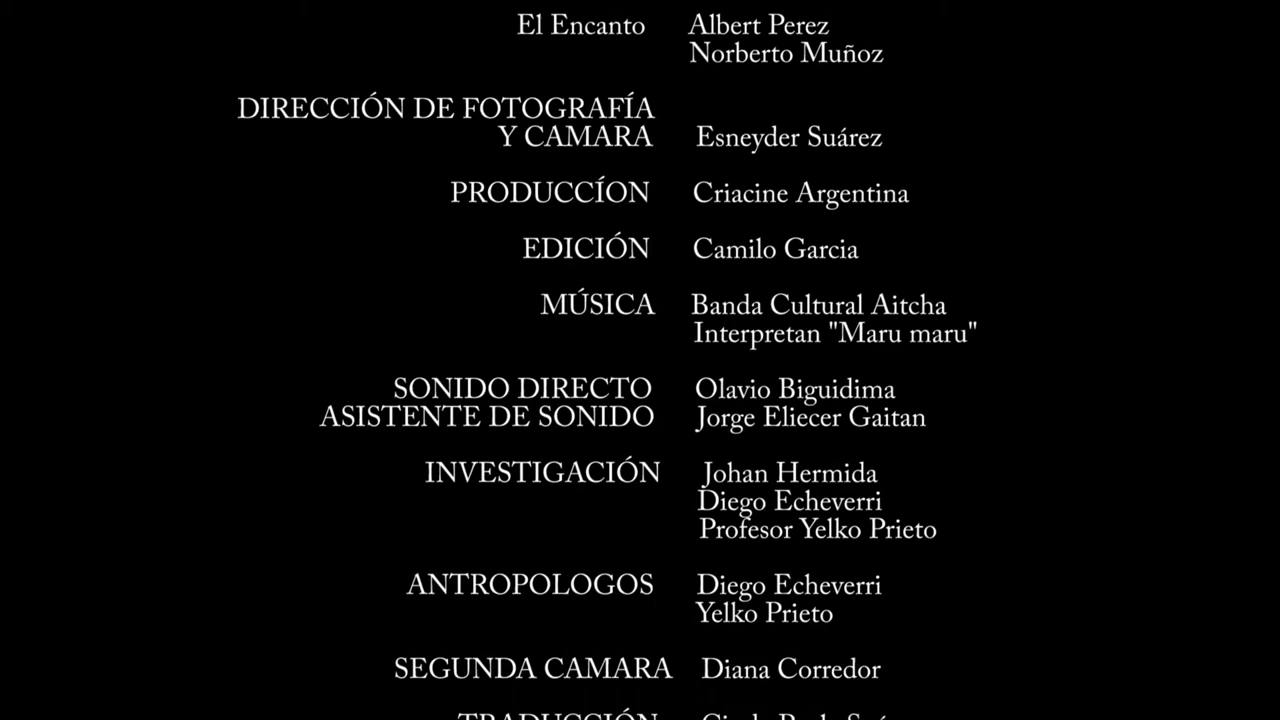 El Encanto Albert Perez
Norberto Muñoz
DIRECCIÓN DE FOTOGRAFÍA
Y CAMARA Esneyder Suárez
PRODUCCÍON Criacine Argentina
EDICIÓN Camilo Garcia
MÚSICA Banda Cultural Aitcha
Interpretan "Maru maru"
SONIDO DIRECTO Olavio Biguidima
ASISTENTE DE SONIDO Jorge Eliecer Gaitan
INVESTIGACIÓN Johan Hermida
Diego Echeverri
Profesor Yelko Prieto
ANTROPOLOGOS Diego Echeverri
Yelko Prieto
SEGUNDA CAMARA Diana Corredor
TRADUCCIÓN